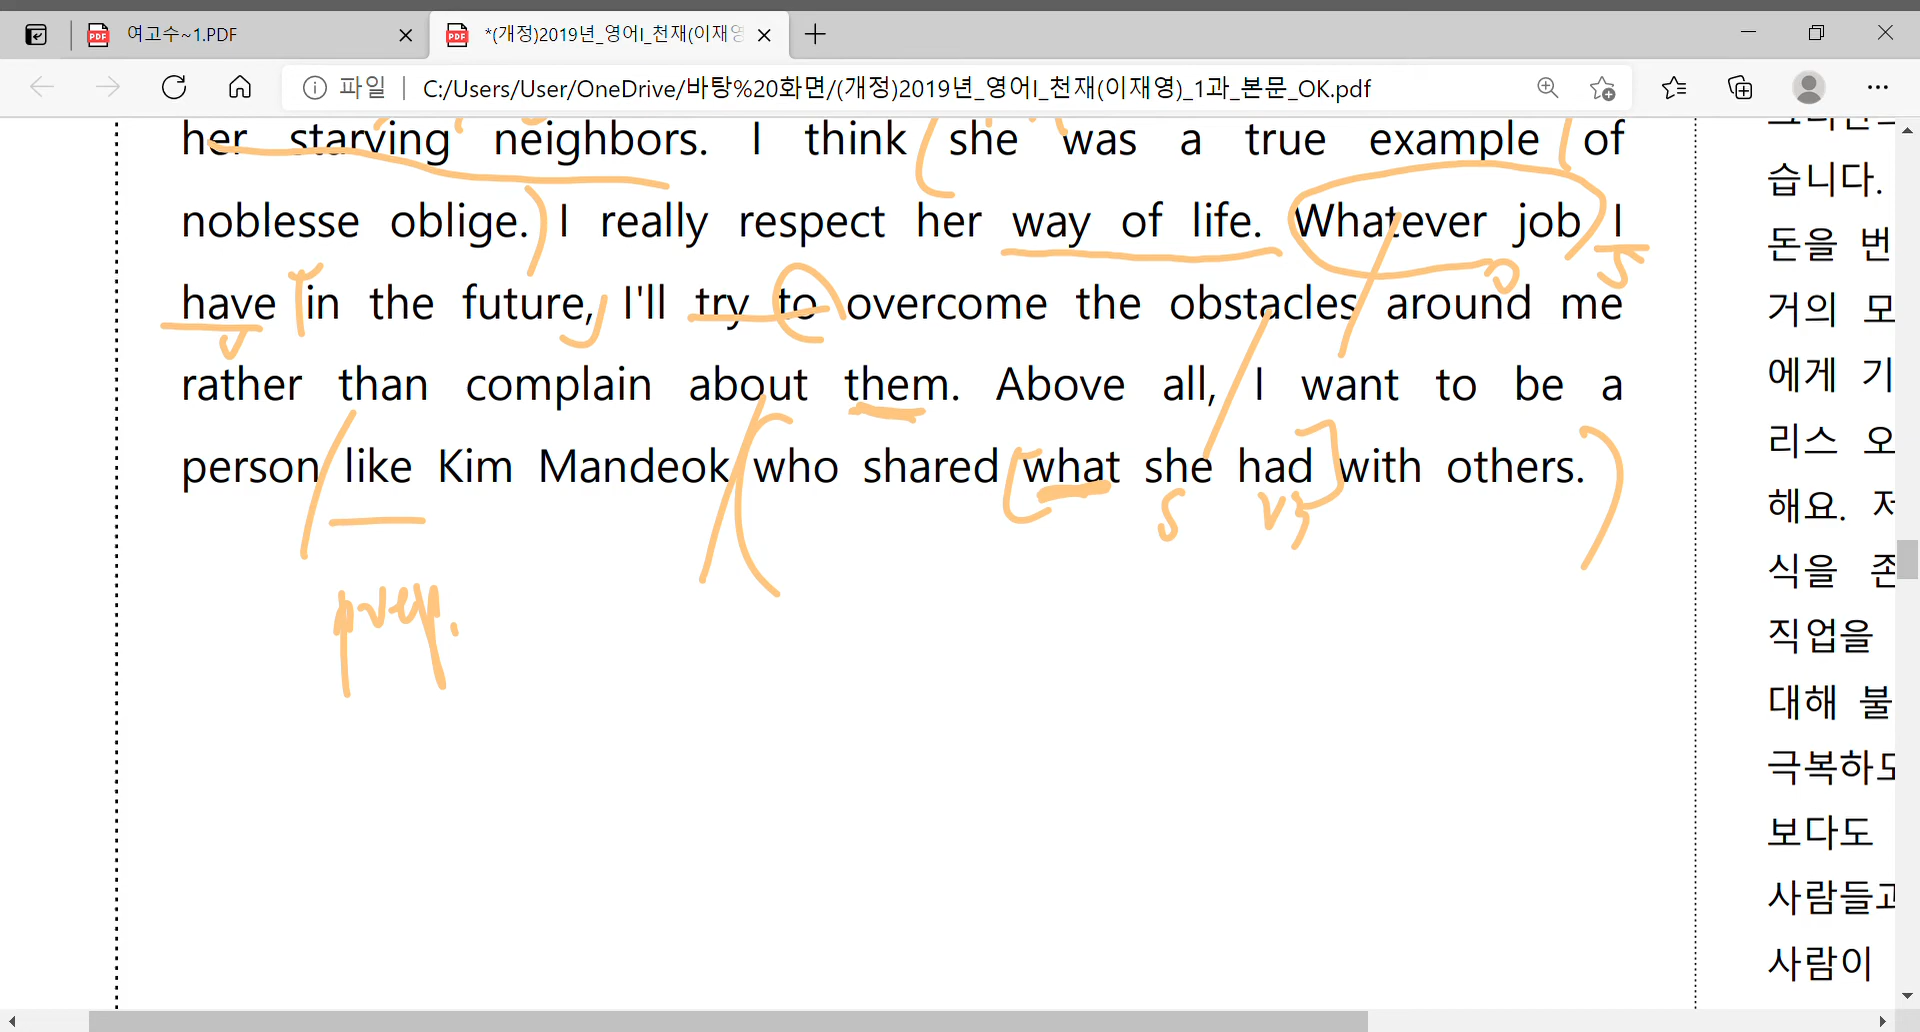 여고수~1.PDF
*(개정)2019년_영어I_천재(이재영
파일
C:/Users/User/OneDrive/바탕%20화면/(개정)2019년_영어I_천재(이재영)_1과_본문_OK.pdf
her starving neighbors. I think she was a true example of
noblesse oblige. I really respect her way of life. Whatever job I
O S
have in the future, I'll try to overcome the obstacles around me
V
rather than complain about them. Above all, I want to be a
person like Kim Mandeok who shared what she had with others.
S V
prep.
습니다.
돈을 번
거의 모
에게 기
리스 오
해요. 저
식을 존
직업을
대해 불
극복하도
보다도
사람들과
사람이